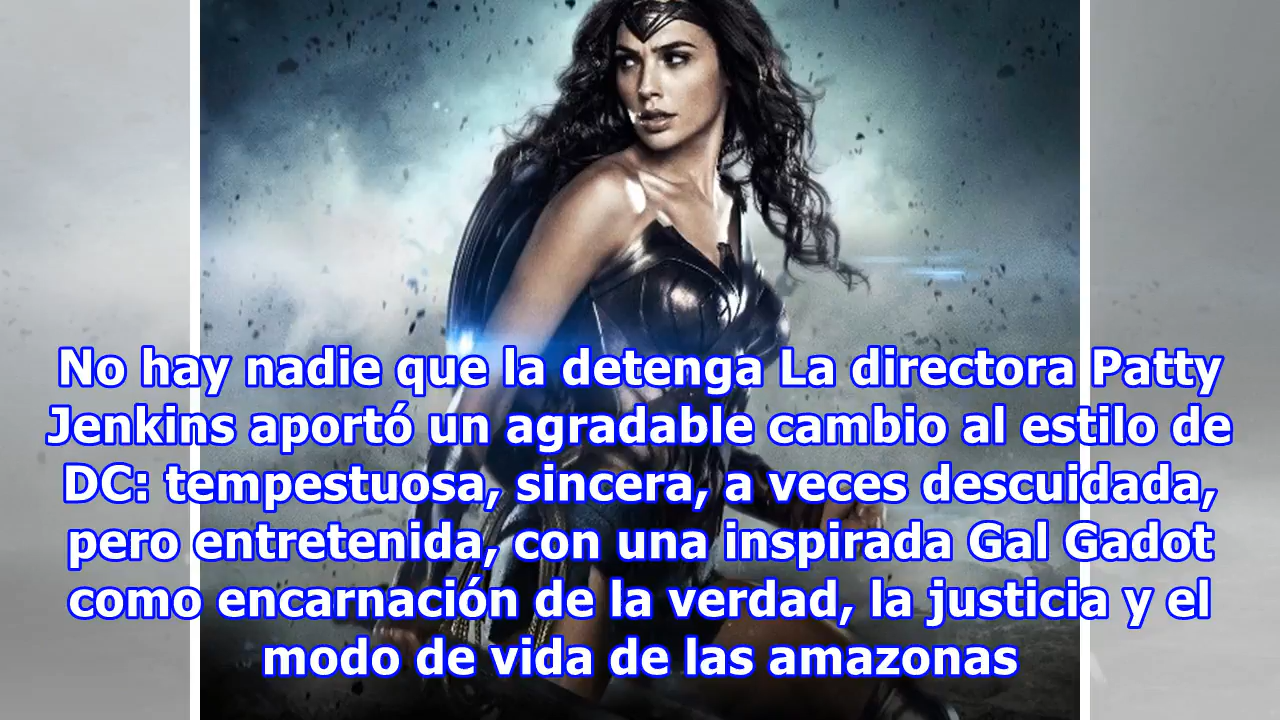 No hay nadie que la detenga La directora Patty
Jenkins aportó un agradable cambio al estilo de
DC: tempestuosa, sincera, a veces descuidada,
pero entretenida, con una inspirada Gal Gadot
como encarnación de la verdad, la justicia y el
modo de vida de las amazonas